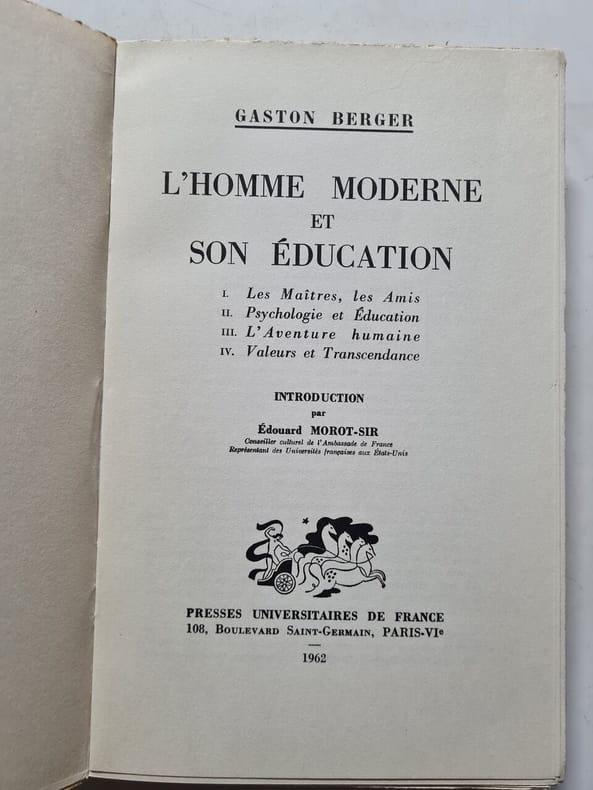 GASTON BERGER
L'HOMME MODERNE
ET
SON ÉDUCATION
I. Les Maîtres, les Amis
II. Psychologie et Éducation
III. L'Aventure humaine
IV. Valeurs et Transcendance
INTRODUCTION
par
Édouard MOROT-SIR
Conseiller culturel de l'Ambassade de France
Représentant des Universités françaises aux États-Unis
PRESSES UNIVERSITAIRES DE FRANCE
108, BOULEVARD SAINT-GERMAIN, PARIS-VIe
—
1962